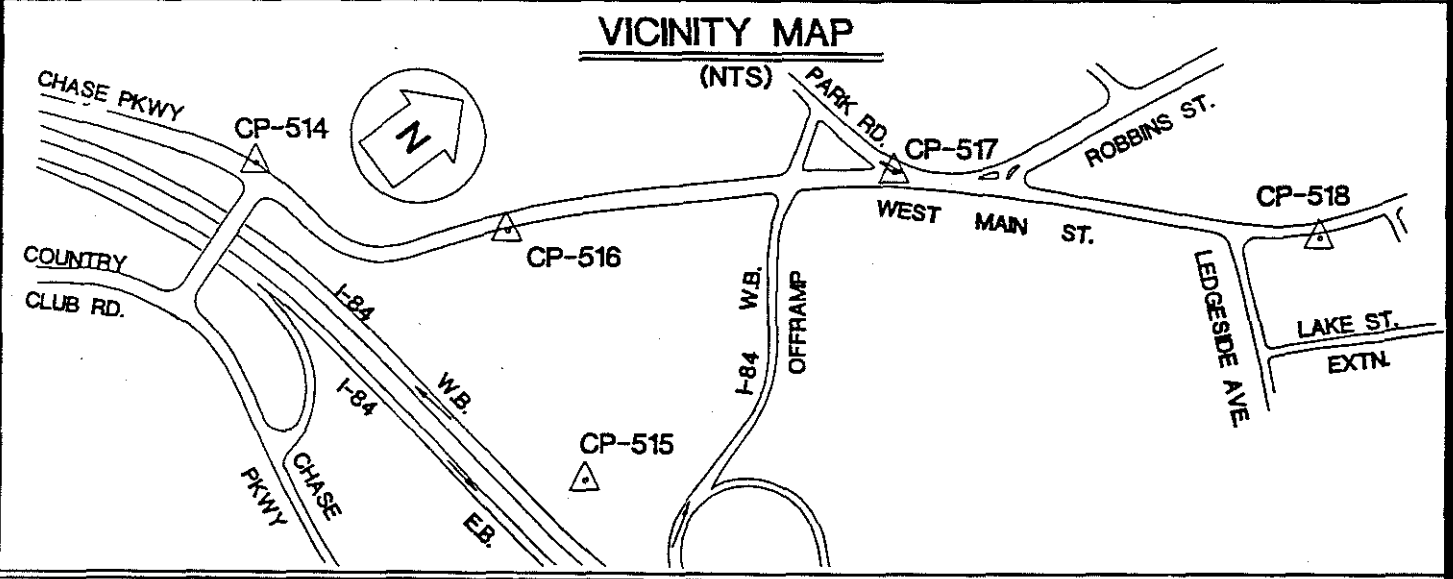 VICINITY MAP
(NTS)
CHASE PKWY
CP-514
N
PARK RD.
CP-517
ROBBINS ST.
CP-518
WEST MAIN ST.
CP-516
COUNTRY
CLUB RD.
I-84
W.B.
I-84
E.B.
I-84 W.B.
OFFRAMP
LEDGESIDE AVE.
LAKE ST.
EXTN.
CP-515
CHASE
PKWY